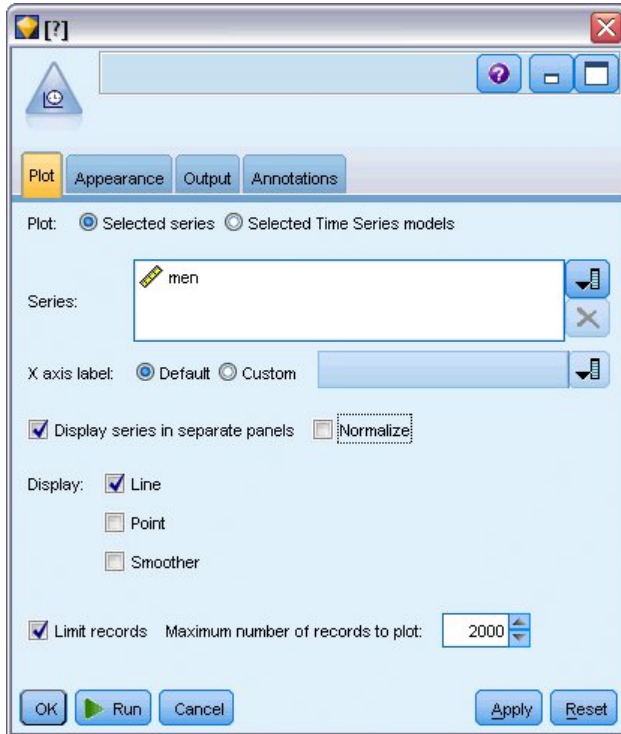 [?]
Plot Appearance Output Annotations
Plot: Selected series Selected Time Series models
Series: men
X axis label: Default Custom
Display series in separate panels Normalize
Display: Line
Point
Smoother
Limit records Maximum number of records to plot: 2000
OK Run Cancel Apply Reset